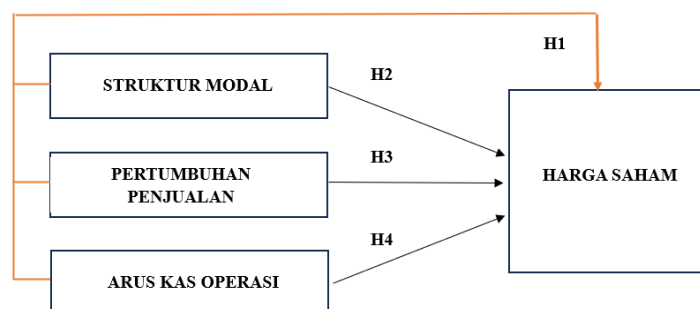 H1
STRUKTUR MODAL
H2
PERTUMBUHAN
PENJUALAN
H3
HARGA SAHAM
H4
ARUS KAS OPERASI